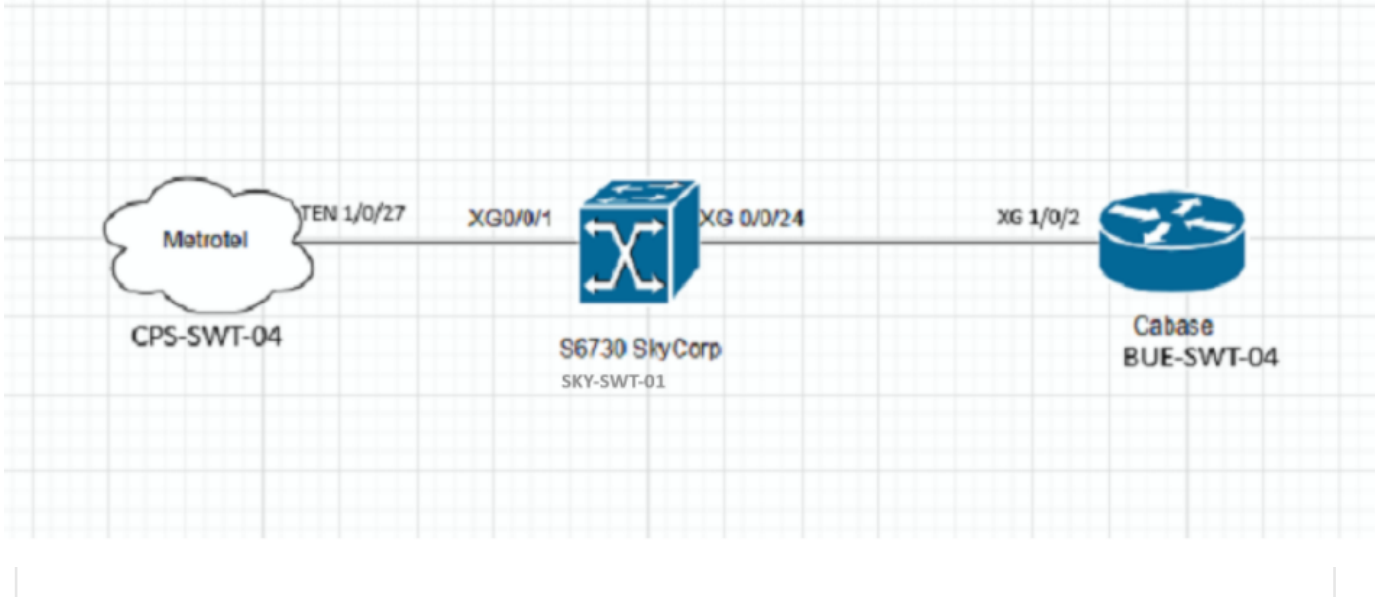 TEN 1/0/27
XG0/0/1
XG 0/0/24
XG 1/0/2
Metrotel
CPS-SWT-04
S6730 SkyCorp
SKY-SWT-01
Cabase
BUE-SWT-04